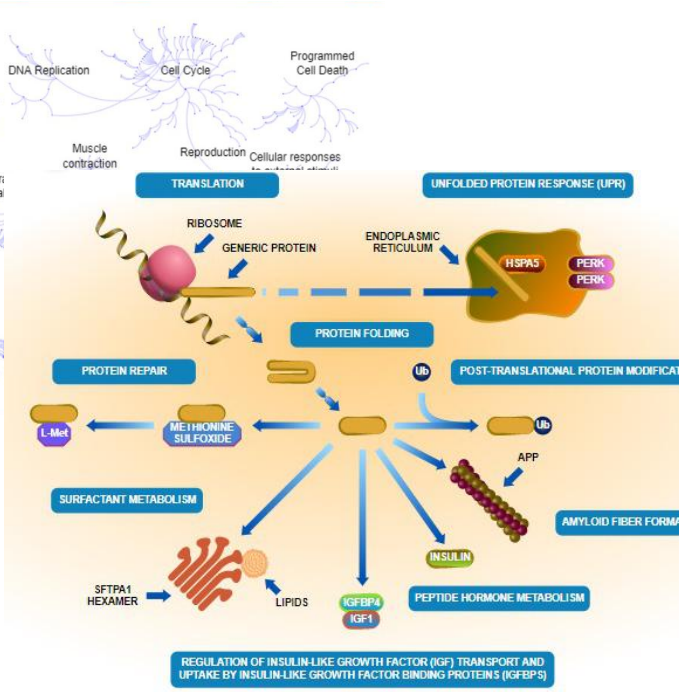 Programmed
Cell Death
DNA Replication
Cell Cycle
Muscle
contraction
Reproduction
Cellular responses
to external stimuli
TRANSLATION
UNFOLDED PROTEIN RESPONSE (UPR)
RIBOSOME
GENERIC PROTEIN
ENDOPLASMIC
RETICULUM
HSPA5
PERK
PERK
PROTEIN FOLDING
PROTEIN REPAIR
Ub
POST-TRANSLATIONAL PROTEIN MODIFICAT
L-Met
METHIONINE
SULFOXIDE
Ub
APP
SURFACTANT METABOLISM
AMYLOID FIBER FORMA
INSULIN
SFTPA1
HEXAMER
LIPIDS
IGFBP4
IGF1
PEPTIDE HORMONE METABOLISM
REGULATION OF INSULIN-LIKE GROWTH FACTOR (IGF) TRANSPORT AND
UPTAKE BY INSULIN-LIKE GROWTH FACTOR BINDING PROTEINS (IGFBPS)